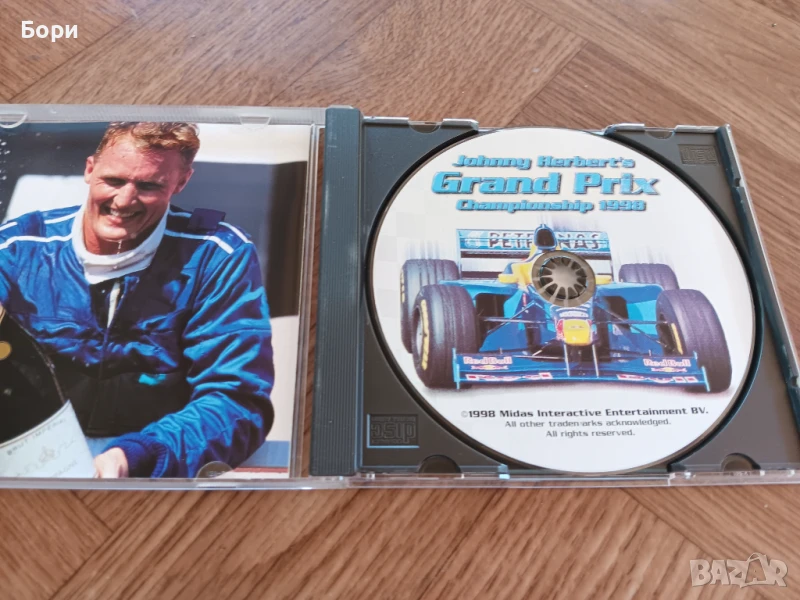 Бори
Johnny Herbert's
Grand Prix
Championship 1998
PETRONAS
Red Bull
Red Bull
©1998 Midas Interactive Entertainment BV.
All other trademarks acknowledged.
All rights reserved.
BAZAR